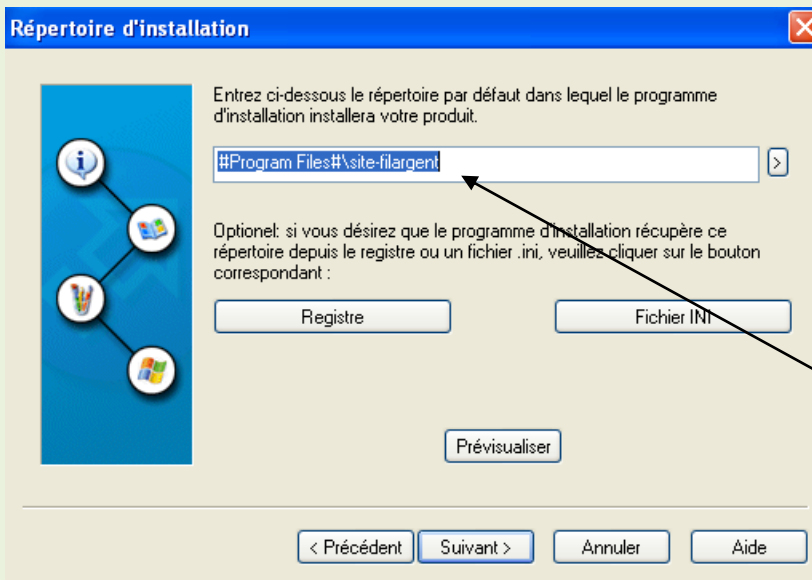 Répertoire d'installation
Entrez ci-dessous le répertoire par défaut dans lequel le programme
d'installation installera votre produit.
#Program Files#\site-filargent
>
Optionel: si vous désirez que le programme d'installation récupère ce
répertoire depuis le registre ou un fichier .ini, veuillez cliquer sur le bouton
correspondant :
Registre
Fichier INI
Prévisualiser
< Précédent
Suivant >
Annuler
Aide